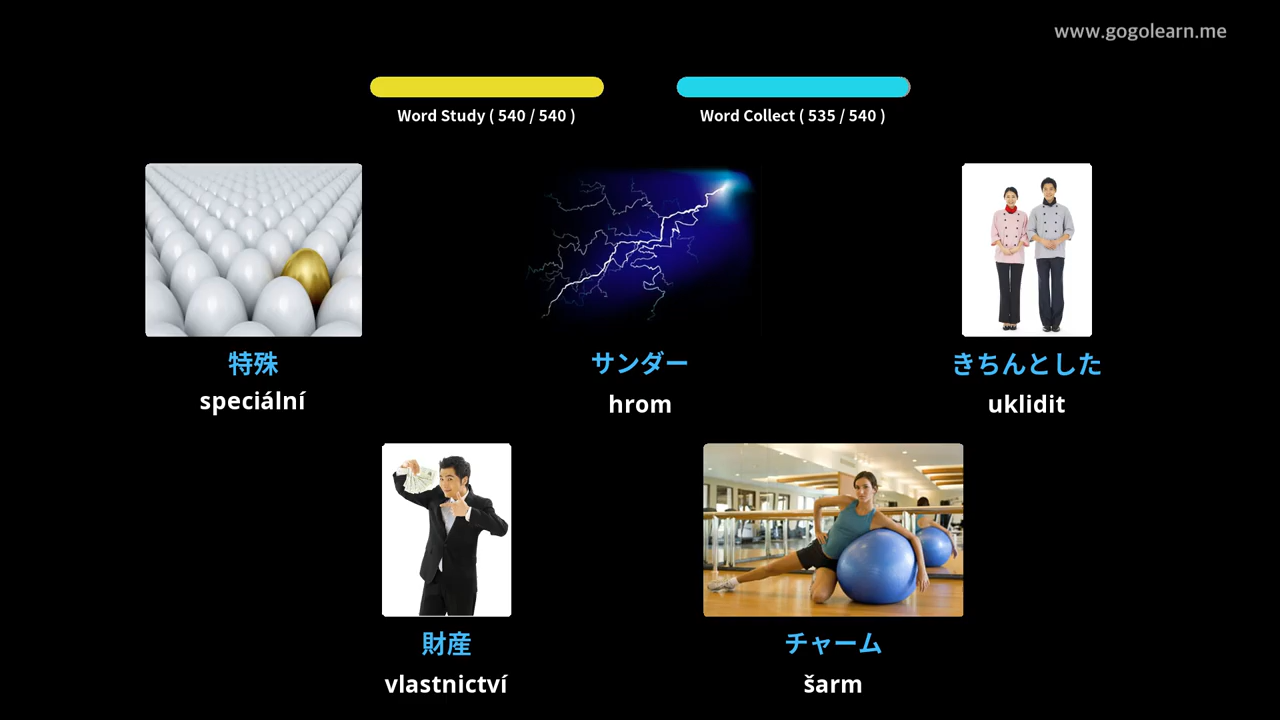 www.gogolearn.me
Word Study ( 540 / 540 )
Word Collect ( 535 / 540 )
特殊
サンダー
きちんとした
speciální
hrom
uklidit
財産
チャーム
vlastnictví
šarm